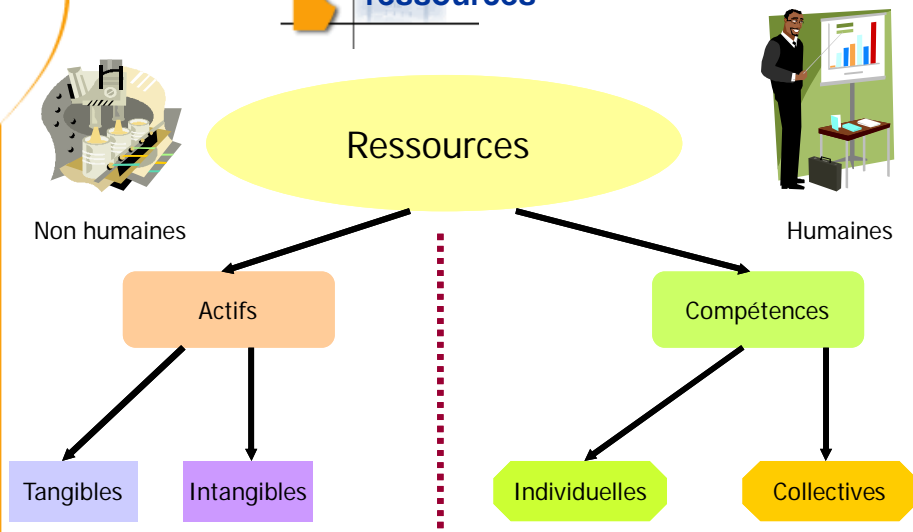 ressources
Ressources
Non humaines
Humaines
Actifs
Compétences
Tangibles
Intangibles
Individuelles
Collectives